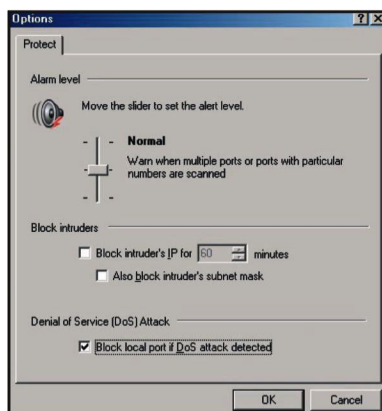 Options
Protect
Alarm level
Move the slider to set the alert level.
Normal
Warn when multiple ports or ports with particular
numbers are scanned
Block intruders
Block intruder's IP for 60 minutes
Also block intruder's subnet mask
Denial of Service (DoS) Attack
Block local port if DoS attack detected
OK Cancel